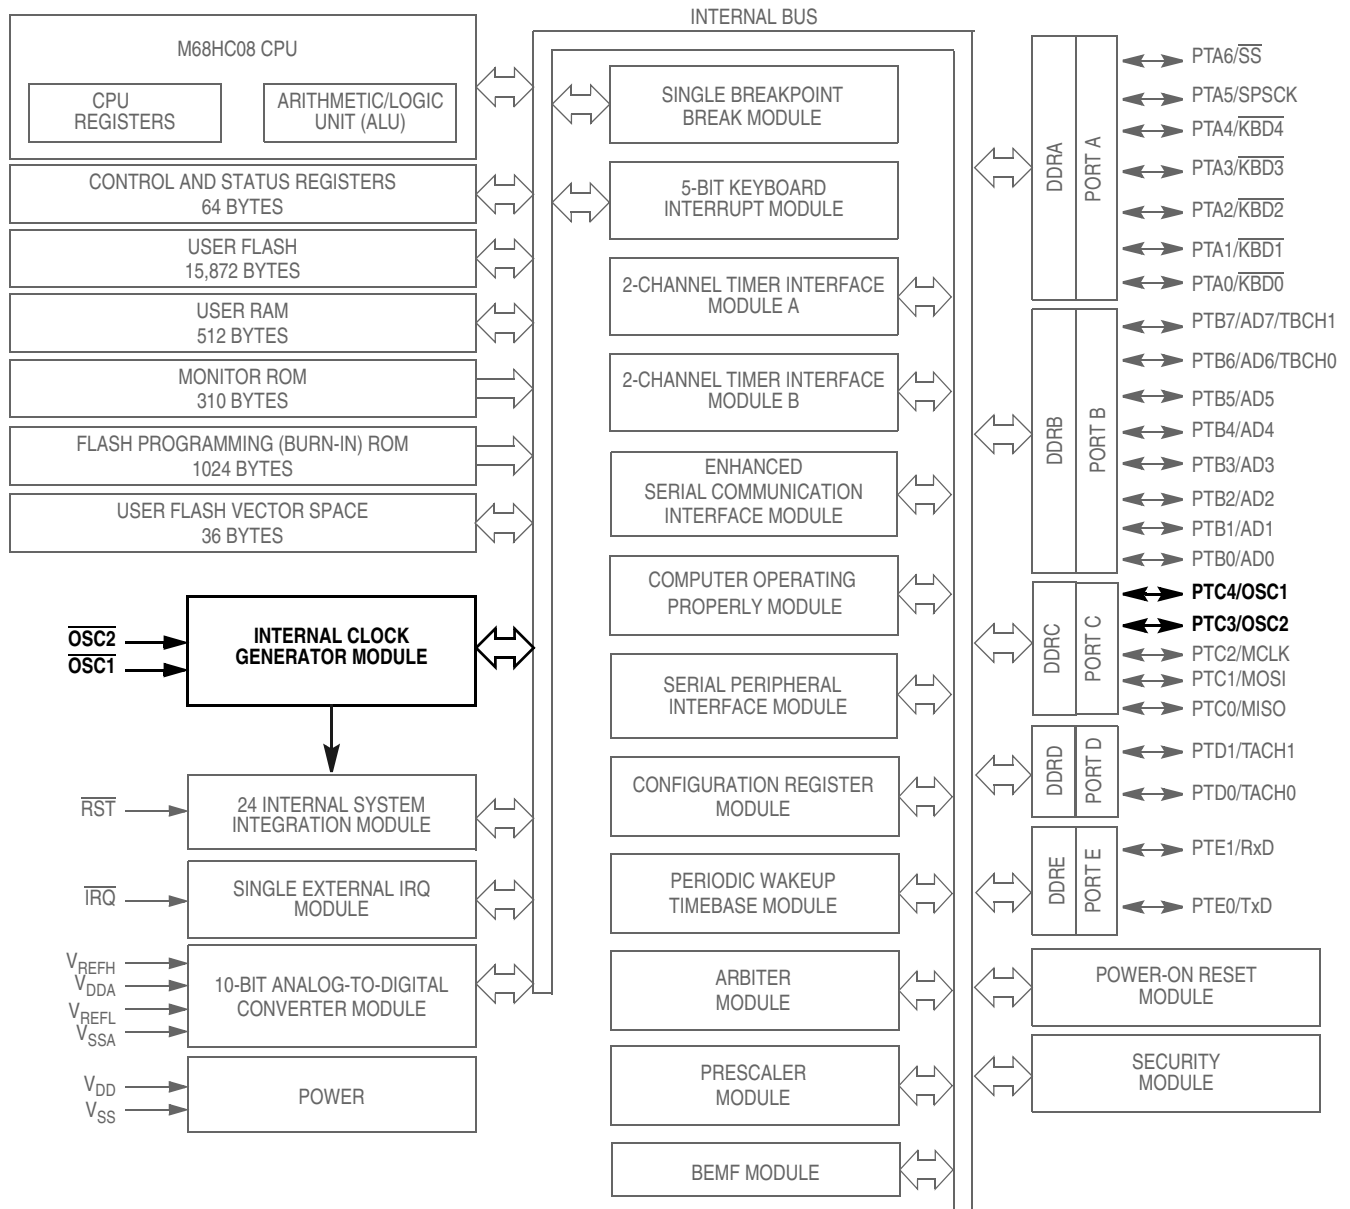 INTERNAL BUS
M68HC08 CPU
CPU
REGISTERS
ARITHMETIC/LOGIC
UNIT (ALU)
CONTROL AND STATUS REGISTERS
64 BYTES
USER FLASH
15,872 BYTES
USER RAM
512 BYTES
MONITOR ROM
310 BYTES
FLASH PROGRAMMING (BURN-IN) ROM
1024 BYTES
USER FLASH VECTOR SPACE
36 BYTES
OSC2
OSC1
INTERNAL CLOCK
GENERATOR MODULE
RST
24 INTERNAL SYSTEM
INTEGRATION MODULE
IRQ
SINGLE EXTERNAL IRQ
MODULE
VREFH
VDDA
VREFL
VSSA
10-BIT ANALOG-TO-DIGITAL
CONVERTER MODULE
VDD
VSS
POWER
SINGLE BREAKPOINT
BREAK MODULE
5-BIT KEYBOARD
INTERRUPT MODULE
2-CHANNEL TIMER INTERFACE
MODULE A
2-CHANNEL TIMER INTERFACE
MODULE B
ENHANCED
SERIAL COMMUNICATION
INTERFACE MODULE
COMPUTER OPERATING
PROPERLY MODULE
SERIAL PERIPHERAL
INTERFACE MODULE
CONFIGURATION REGISTER
MODULE
PERIODIC WAKEUP
TIMEBASE MODULE
ARBITER
MODULE
PRESCALER
MODULE
BEMF MODULE
DDRA
PORT A
PTA6/SS
PTA5/SPSCK
PTA4/KBD4
PTA3/KBD3
PTA2/KBD2
PTA1/KBD1
PTA0/KBD0
DDRB
PORT B
PTB7/AD7/TBCH1
PTB6/AD6/TBCH0
PTB5/AD5
PTB4/AD4
PTB3/AD3
PTB2/AD2
PTB1/AD1
PTB0/AD0
DDRC
PORT C
PTC4/OSC1
PTC3/OSC2
PTC2/MCLK
PTC1/MOSI
PTC0/MISO
DDRD
PORT D
PTD1/TACH1
PTD0/TACH0
DDRE
PORT E
PTE1/RxD
PTE0/TxD
POWER-ON RESET
MODULE
SECURITY
MODULE